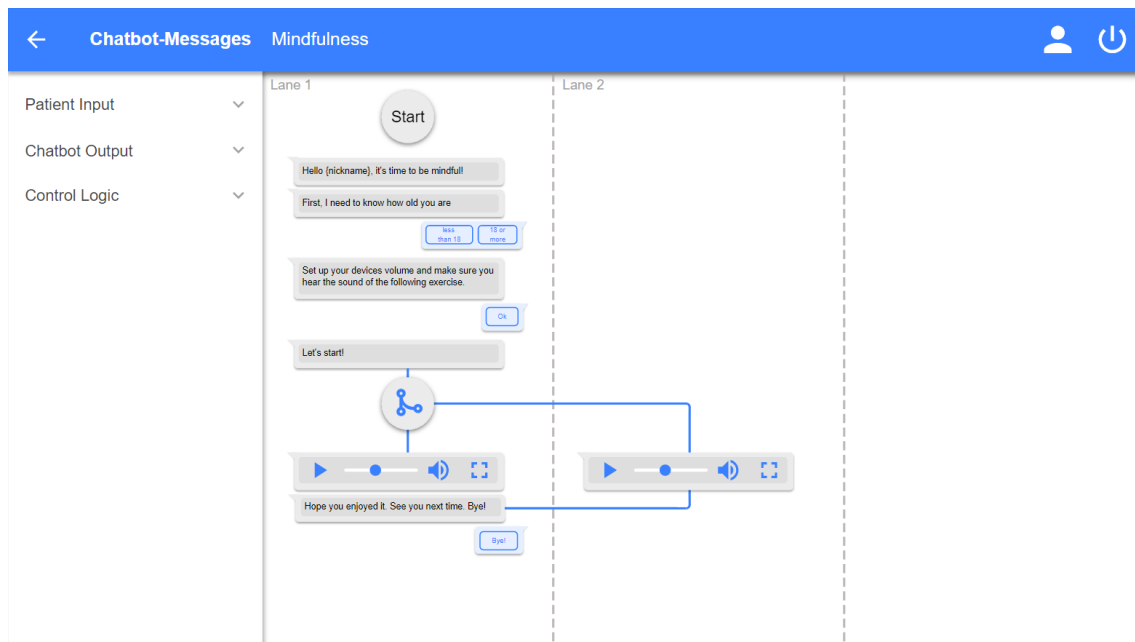 Chatbot-Messages Mindfulness
Patient Input
Chatbot Output
Control Logic
Lane 1
Lane 2
Start
Hello {nickname}, it's time to be mindful!
First, I need to know how old you are
less
than 18
18 or
more
Set up your devices volume and make sure you
hear the sound of the following exercise.
Ok
Let's start!
Hope you enjoyed it. See you next time. Bye!
Bye!